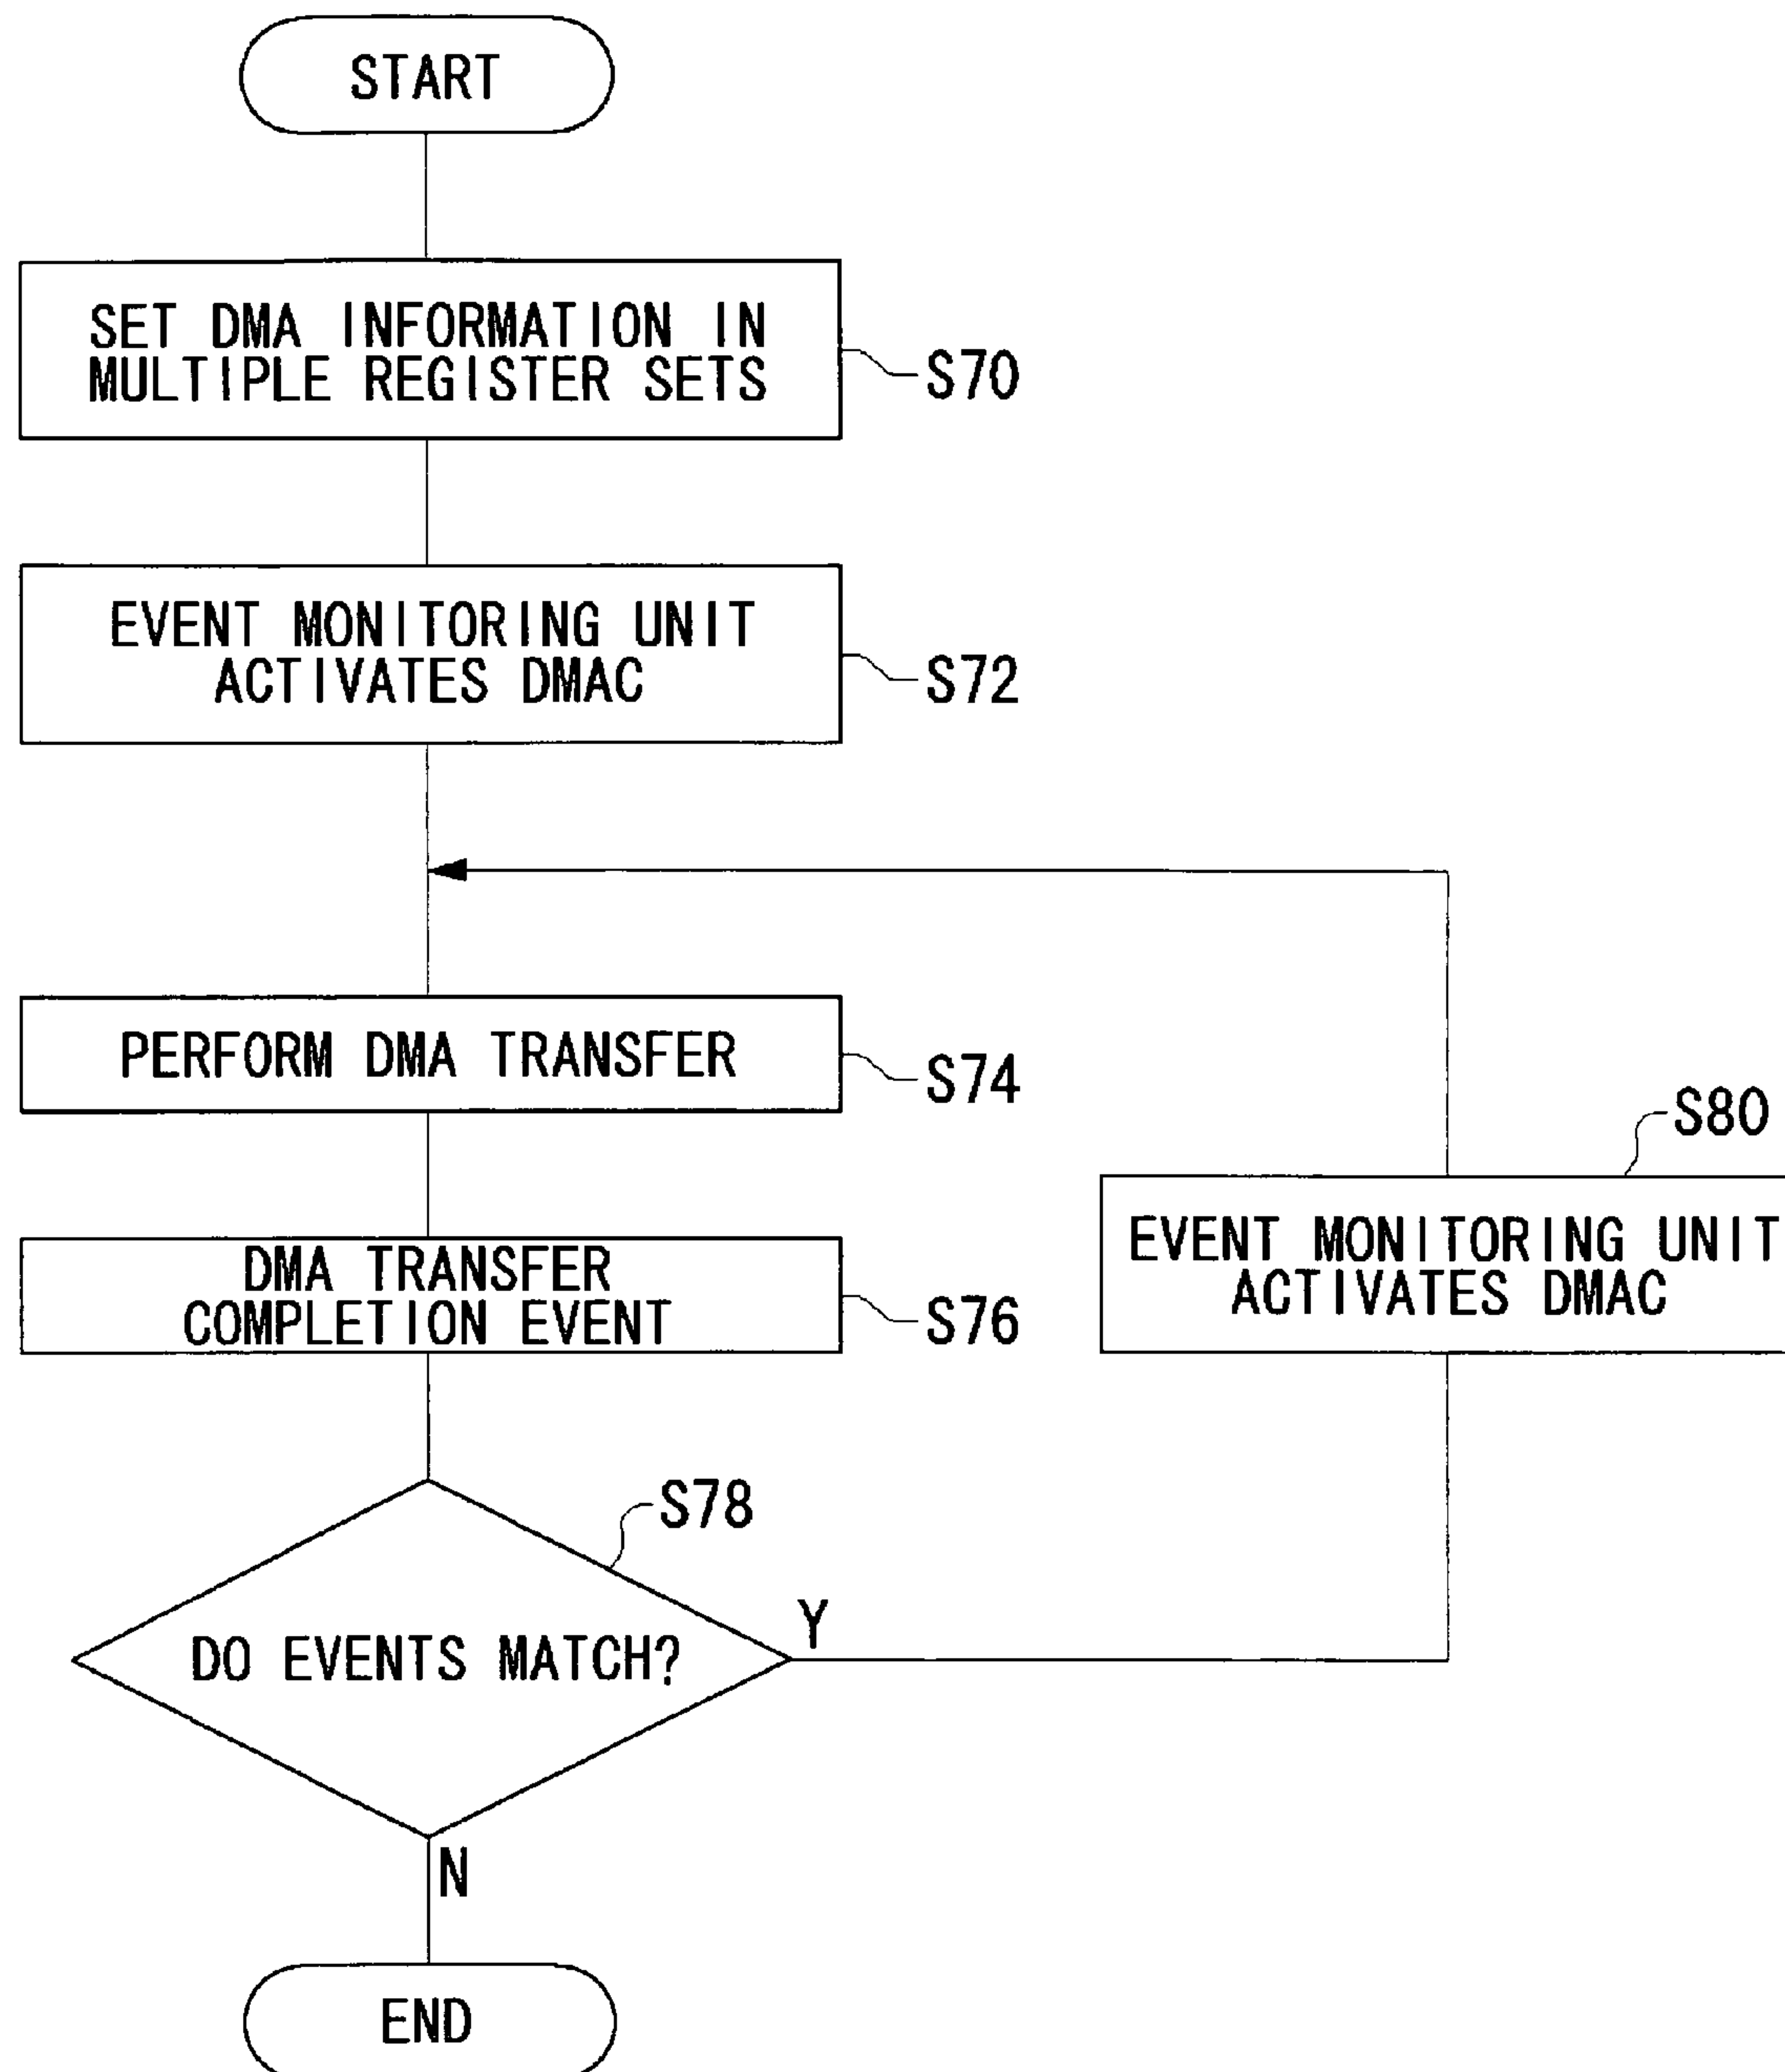 START
SET DMA INFORMATION IN
MULTIPLE REGISTER SETS
S70
EVENT MONITORING UNIT
ACTIVATES DMAC
S72
PERFORM DMA TRANSFER
S74
DMA TRANSFER
COMPLETION EVENT
S76
S80
EVENT MONITORING UNIT
ACTIVATES DMAC
S78
DO EVENTS MATCH?
Y
N
END